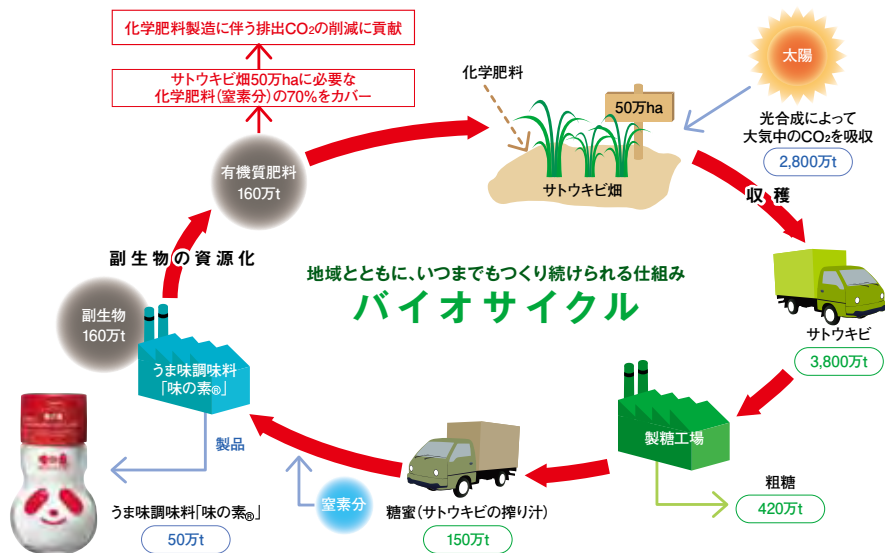 化学肥料製造に伴う排出CO₂の削減に貢献
サトウキビ畑50万haに必要な
化学肥料(窒素分)の70%をカバー
有機質肥料
160万t
化学肥料
50万ha
サトウキビ畑
太陽
光合成によって
大気中のCO₂を吸収
2,800万t
収穫
副生物の資源化
地域とともに、いつまでもつくり続けられる仕組み
バイオサイクル
サトウキビ
3,800万t
副生物
160万t
うま味調味料
「味の素®」
製糖工場
粗糖
420万t
糖蜜(サトウキビの搾り汁)
150万t
窒素分
製品
うま味調味料「味の素®」
50万t